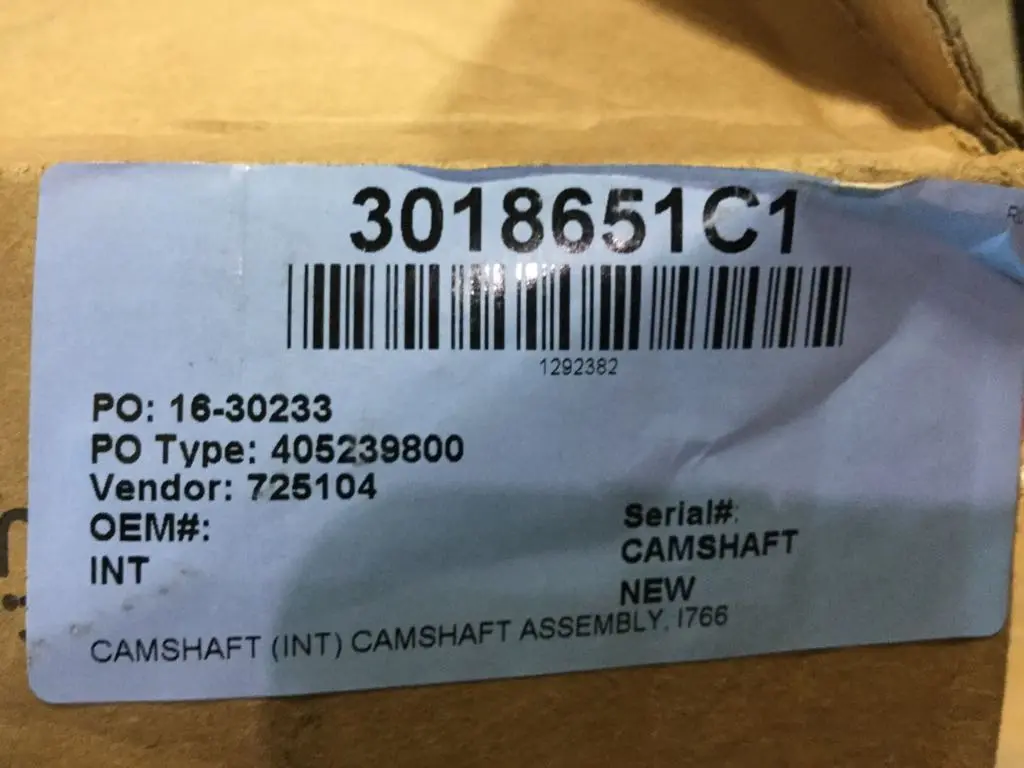 3018651C1
1292382
PO: 16-30233
PO Type: 405239800
Vendor: 725104
OEM#:
INT
Serial#:
CAMSHAFT
NEW
CAMSHAFT (INT) CAMSHAFT ASSEMBLY, I766